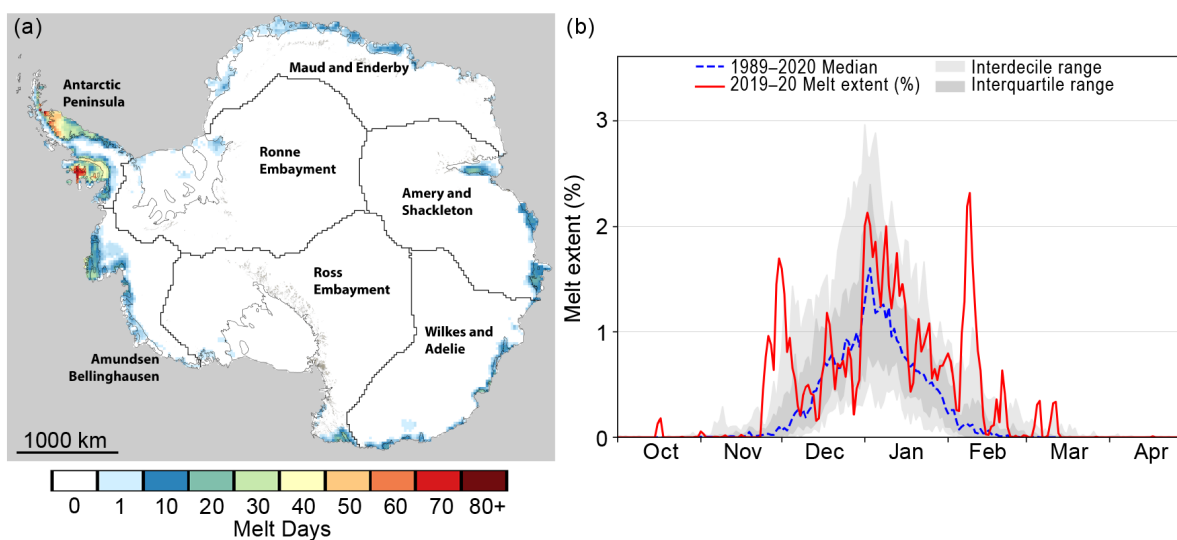 (a)
Maud and Enderby
Antarctic
Peninsula
Ronne
Embayment
Amery and
Shackleton
Ross
Embayment
Wilkes and
Adelie
Amundsen
Bellinghausen
1000 km
0 1 10 20 30 40 50 60 70 80+
Melt Days
(b)
1989–2020 Median
2019–20 Melt extent (%)
Interdecile range
Interquartile range
Melt extent (%)
3
2
1
0
Oct Nov Dec Jan Feb Mar Apr